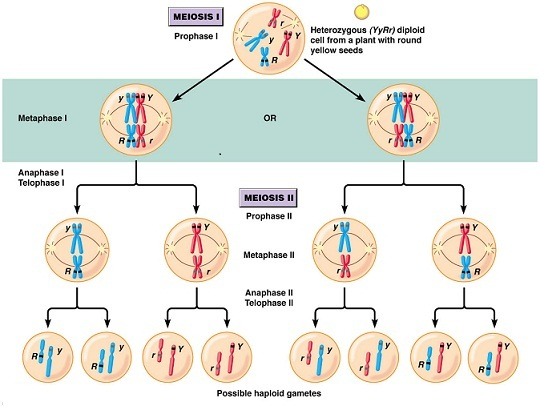 MEIOSIS I
Prophase I
Heterozygous (YyRr) diploid
cell from a plant with round
yellow seeds
r
y
Y
R
Metaphase I
y
Y
R
r
OR
y
Y
R
r
Anaphase I
Telophase I
MEIOSIS II
Prophase II
Metaphase II
Anaphase II
Telophase II
y
R
Y
r
y
r
Y
R
R
y
R
y
r
Y
r
Y
r
y
r
y
R
Y
R
Y
Possible haploid gametes